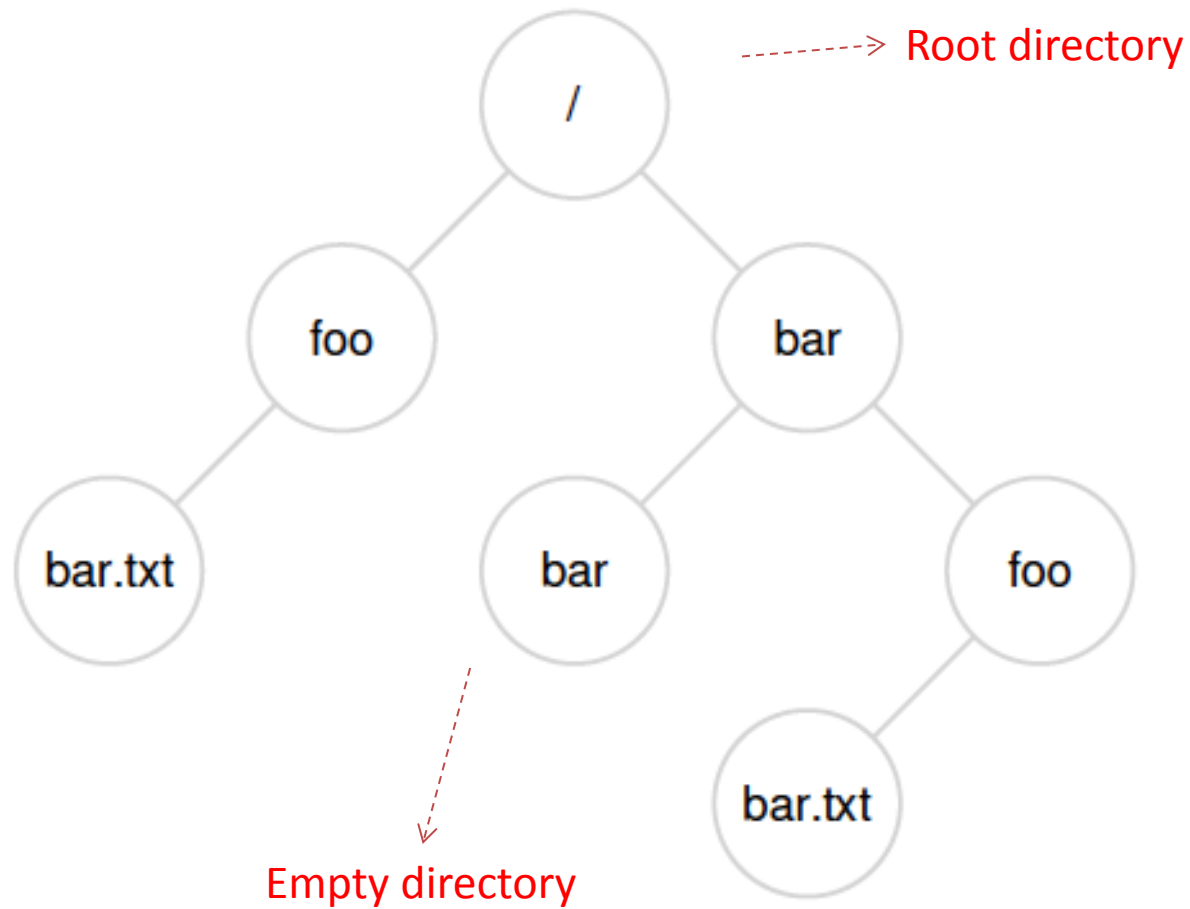 Root directory
/
foo
bar
bar.txt
bar
foo
bar.txt
Empty directory